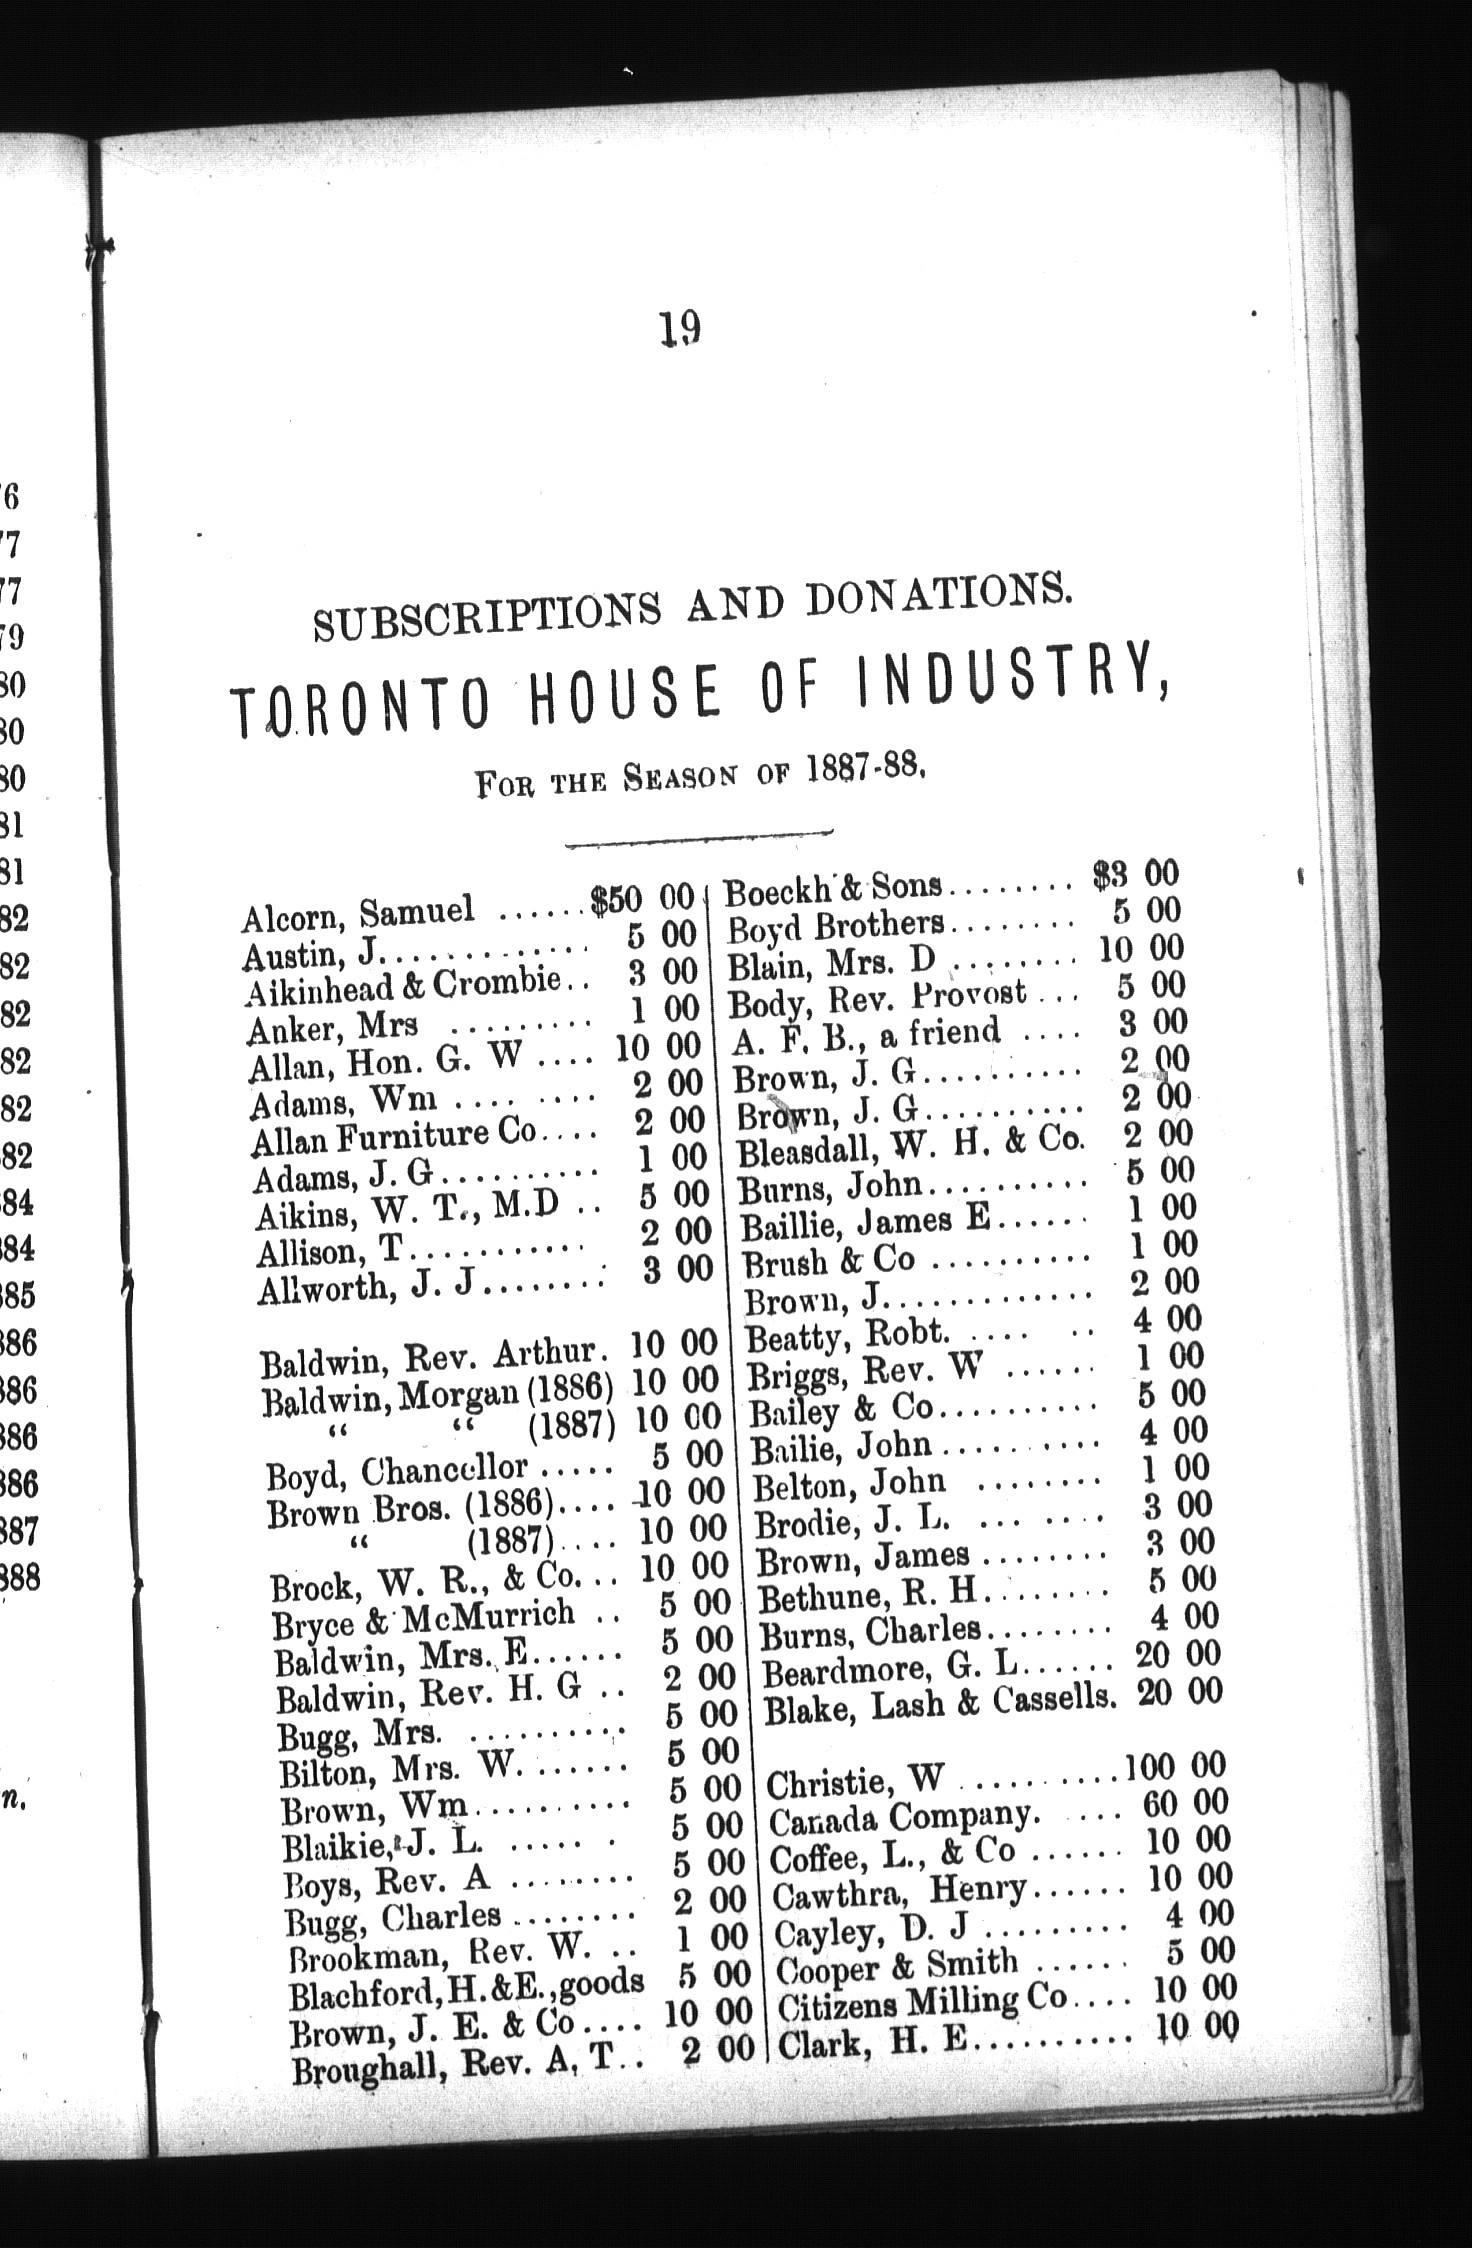 19
SUBSCRIPTIONS AND DONATIONS.
TORONTO HOUSE OF INDUSTRY,
FOR THE SEASON OF 1887-88.
Alcorn, Samuel ...... $50 00
Austin, J............. 5 00
Aikinhead & Crombie.. 3 00
Anker, Mrs ......... 1 00
Allan, Hon. G. W .... 10 00
Adams, Wm .... .... 2 00
Allan Furniture Co.... 2 00
Adams, J. G.......... 1 00
Aikins, W. T., M.D .. 5 00
Allison, T........... 2 00
Allworth, J. J........ 3 00
Baldwin, Rev. Arthur. 10 00
Baldwin, Morgan (1886) 10 00
“ “ (1887) 10 00
Boyd, Chancellor ..... 5 00
Brown Bros. (1886).... 10 00
“ (1887).... 10 00
Brock, W. R., & Co... 10 00
Bryce & McMurrich .. 5 00
Baldwin, Mrs. E...... 5 00
Baldwin, Rev. H. G .. 2 00
Bugg, Mrs. .......... 5 00
Bilton, Mrs. W. ...... 5 00
Brown, Wm.......... 5 00
Blaikie, J. L. ...... . 5 00
Boys, Rev. A ........ 5 00
Bugg, Charles ........ 2 00
Brookman, Rev. W. .. 1 00
Blachford, H. & E., goods 5 00
Brown, J. E. & Co.... 10 00
Broughall, Rev. A. T.. 2 00
Boeckh & Sons........ $3 00
Boyd Brothers........ 5 00
Blain, Mrs. D ........ 10 00
Body, Rev. Provost ... 5 00
A. F. B., a friend .... 3 00
Brown, J. G.......... 2 00
Brown, J. G.......... 2 00
Bleasdall, W. H. & Co. 2 00
Burns, John.......... 5 00
Baillie, James E...... 1 00
Brush & Co .......... 1 00
Brown, J............. 2 00
Beatty, Robt. .... .. 4 00
Briggs, Rev. W ...... 1 00
Bailey & Co.......... 5 00
Bailie, John.......... 4 00
Belton, John ........ 1 00
Brodie, J. L. ... .... 3 00
Brown, James ........ 3 00
Bethune, R. H........ 5 00
Burns, Charles........ 4 00
Beardmore, G. L...... 20 00
Blake, Lash & Cassells. 20 00
Christie, W .......... 100 00
Canada Company. .... 60 00
Coffee, L., & Co ...... 10 00
Cawthra, Henry...... 10 00
Cayley, D. J ......... 4 00
Cooper & Smith ...... 5 00
Citizens Milling Co.... 10 00
Clark, H. E.......... 10 00